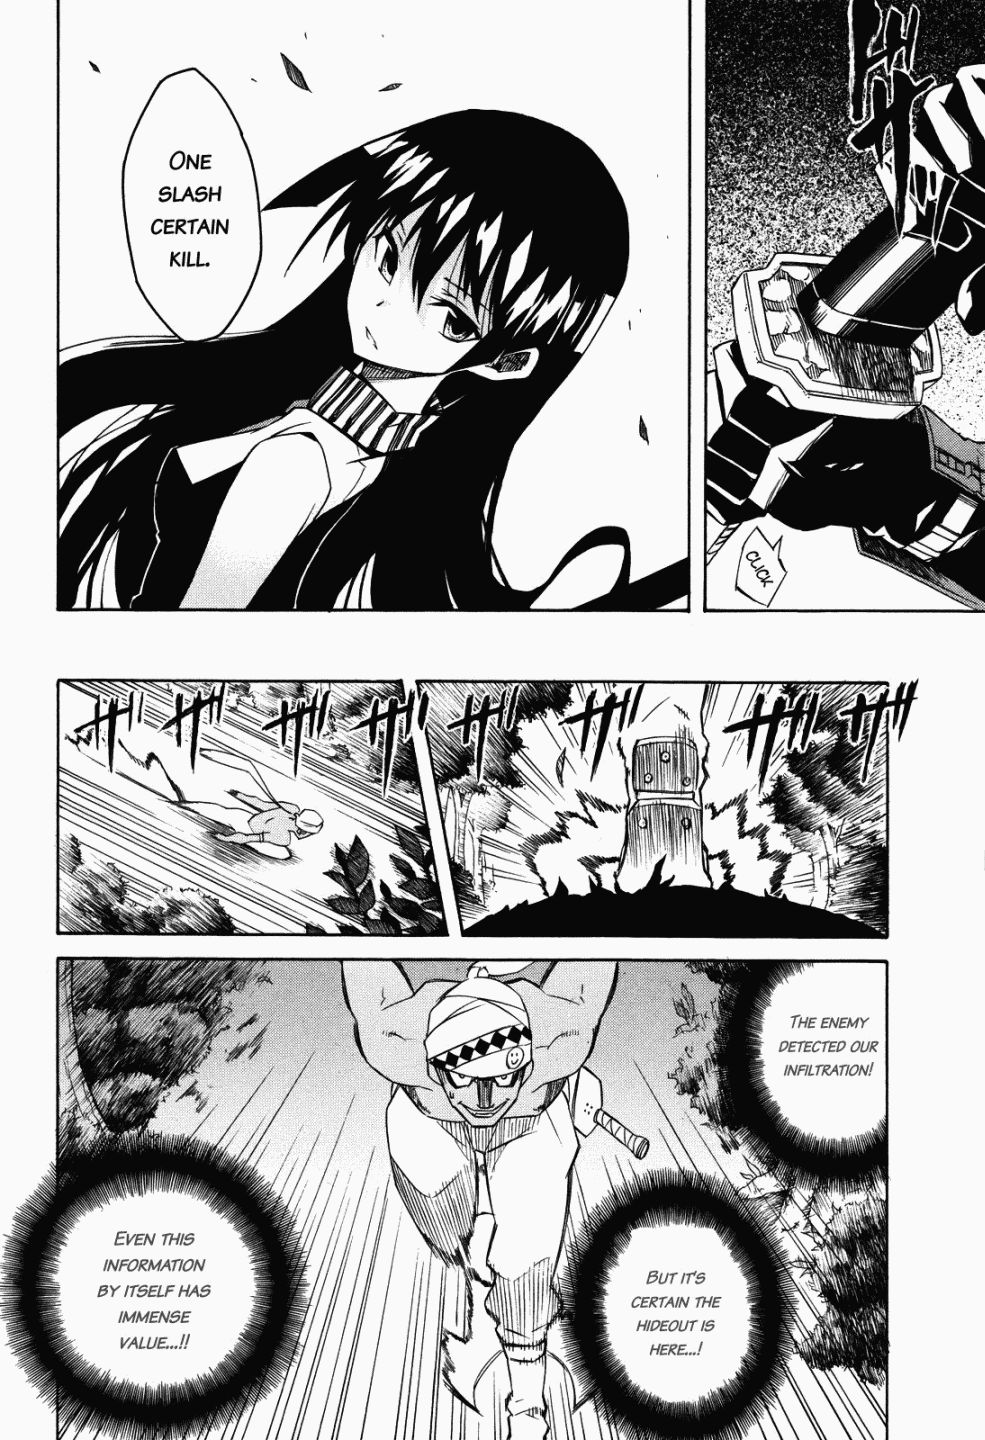 CLICK
ONE
SLASH
CERTAIN
KILL.
THE ENEMY
DETECTED OUR
INFILTRATION!
BUT IT'S
CERTAIN THE
HIDEOUT IS
HERE...!
EVEN THIS
INFORMATION
BY ITSELF HAS
IMMENSE
VALUE...!!